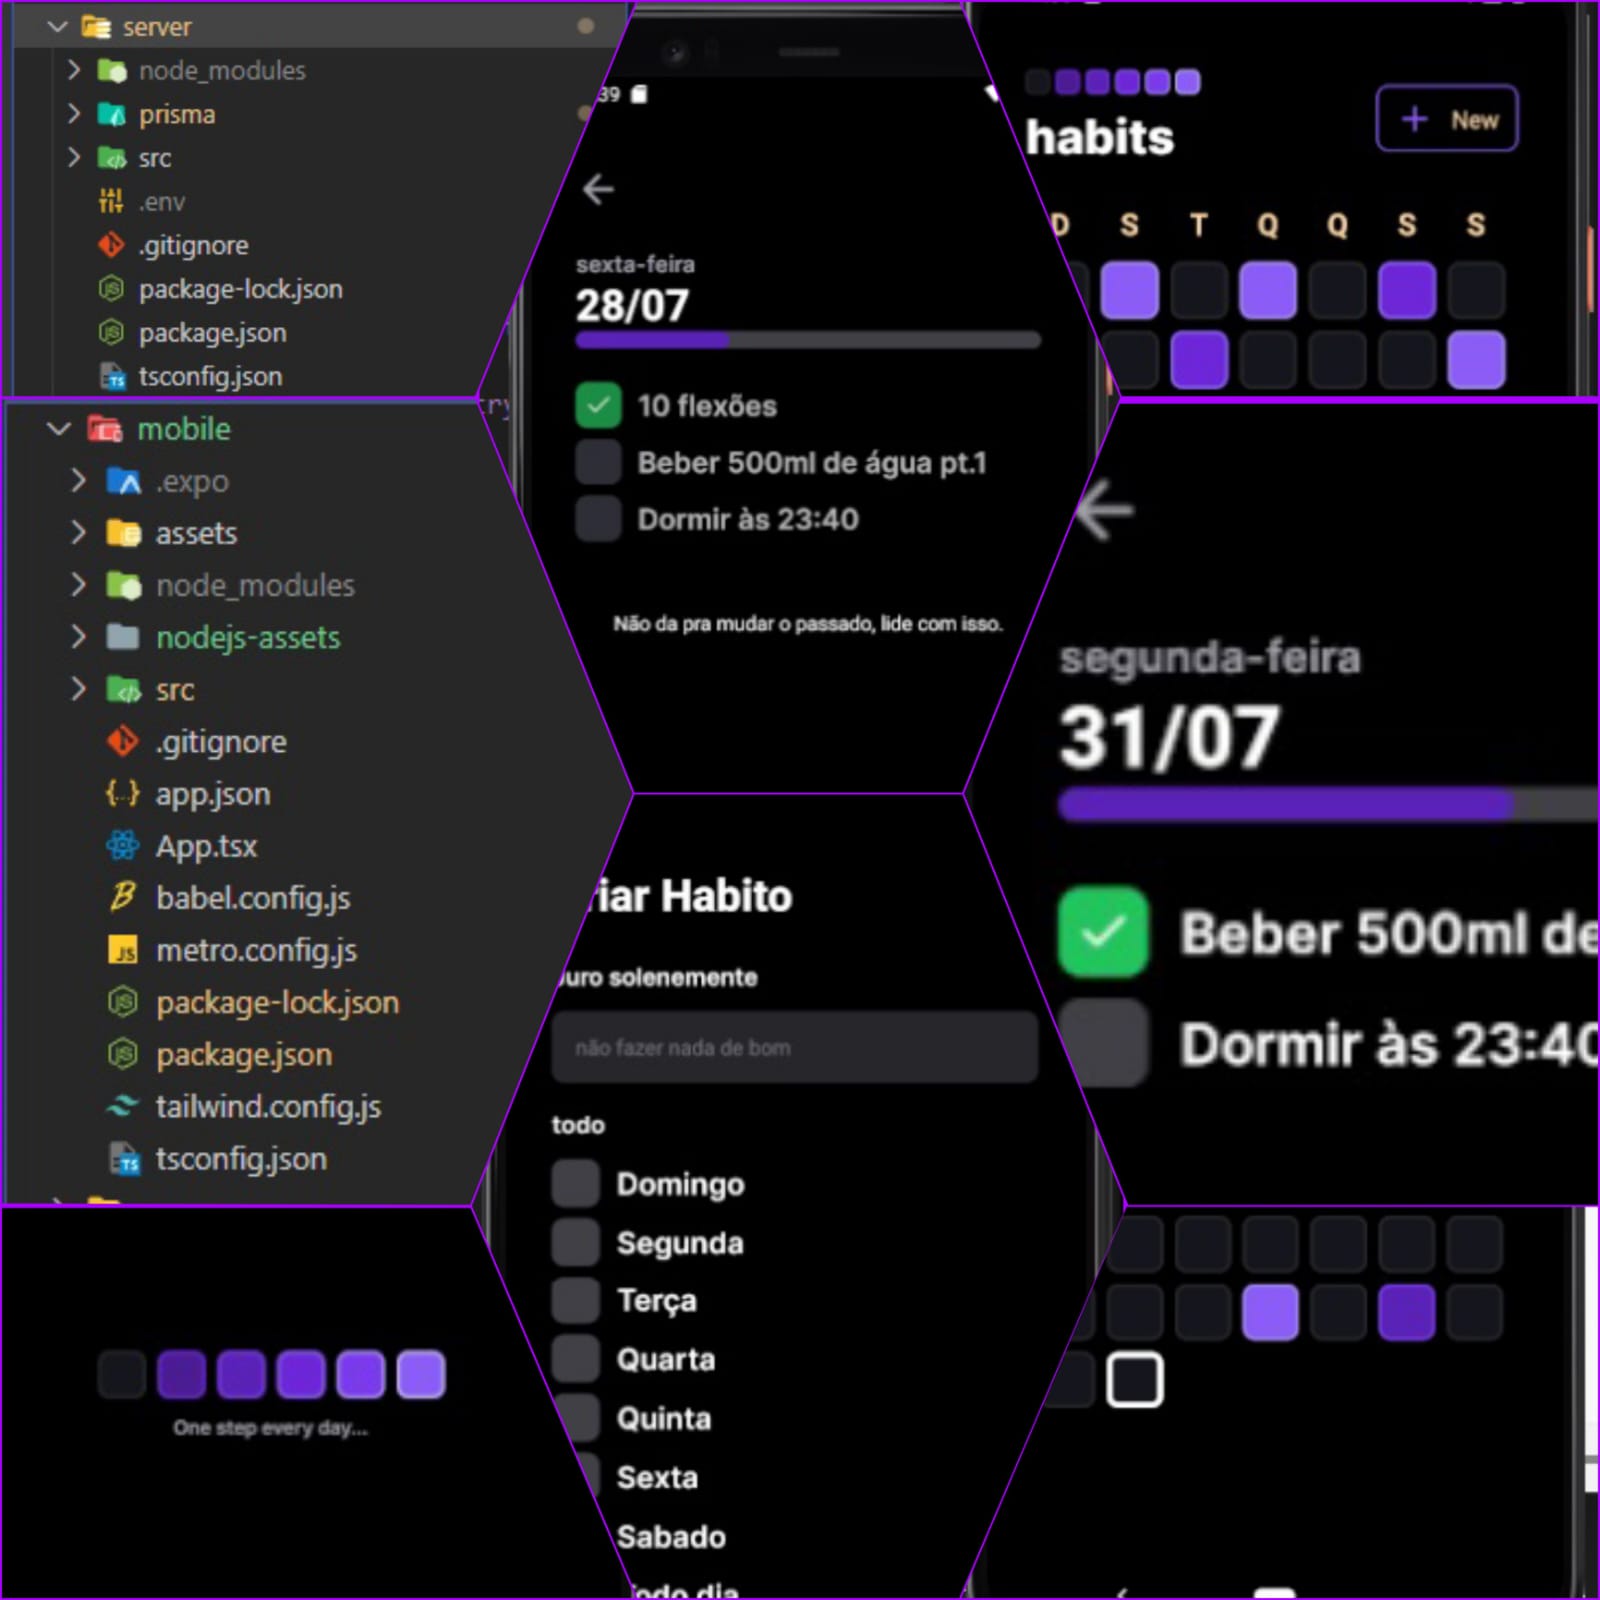 server
node_modules
prisma
src
.env
.gitignore
package-lock.json
package.json
tsconfig.json
mobile
.expo
assets
node_modules
nodejs-assets
src
.gitignore
app.json
App.tsx
babel.config.js
metro.config.js
package-lock.json
package.json
tailwind.config.js
tsconfig.json
One step every day...
39
sexta-feira
28/07
10 flexões
Beber 500ml de água pt.1
Dormir às 23:40
Não da pra mudar o passado, lide com isso.
riar Habito
juro solenemente
não fazer nada de bom
todo
Domingo
Segunda
Terça
Quarta
Quinta
Sexta
Sabado
odo dia
habits
+ New
D S T Q Q S S
segunda-feira
31/07
Beber 500ml de
Dormir às 23:40